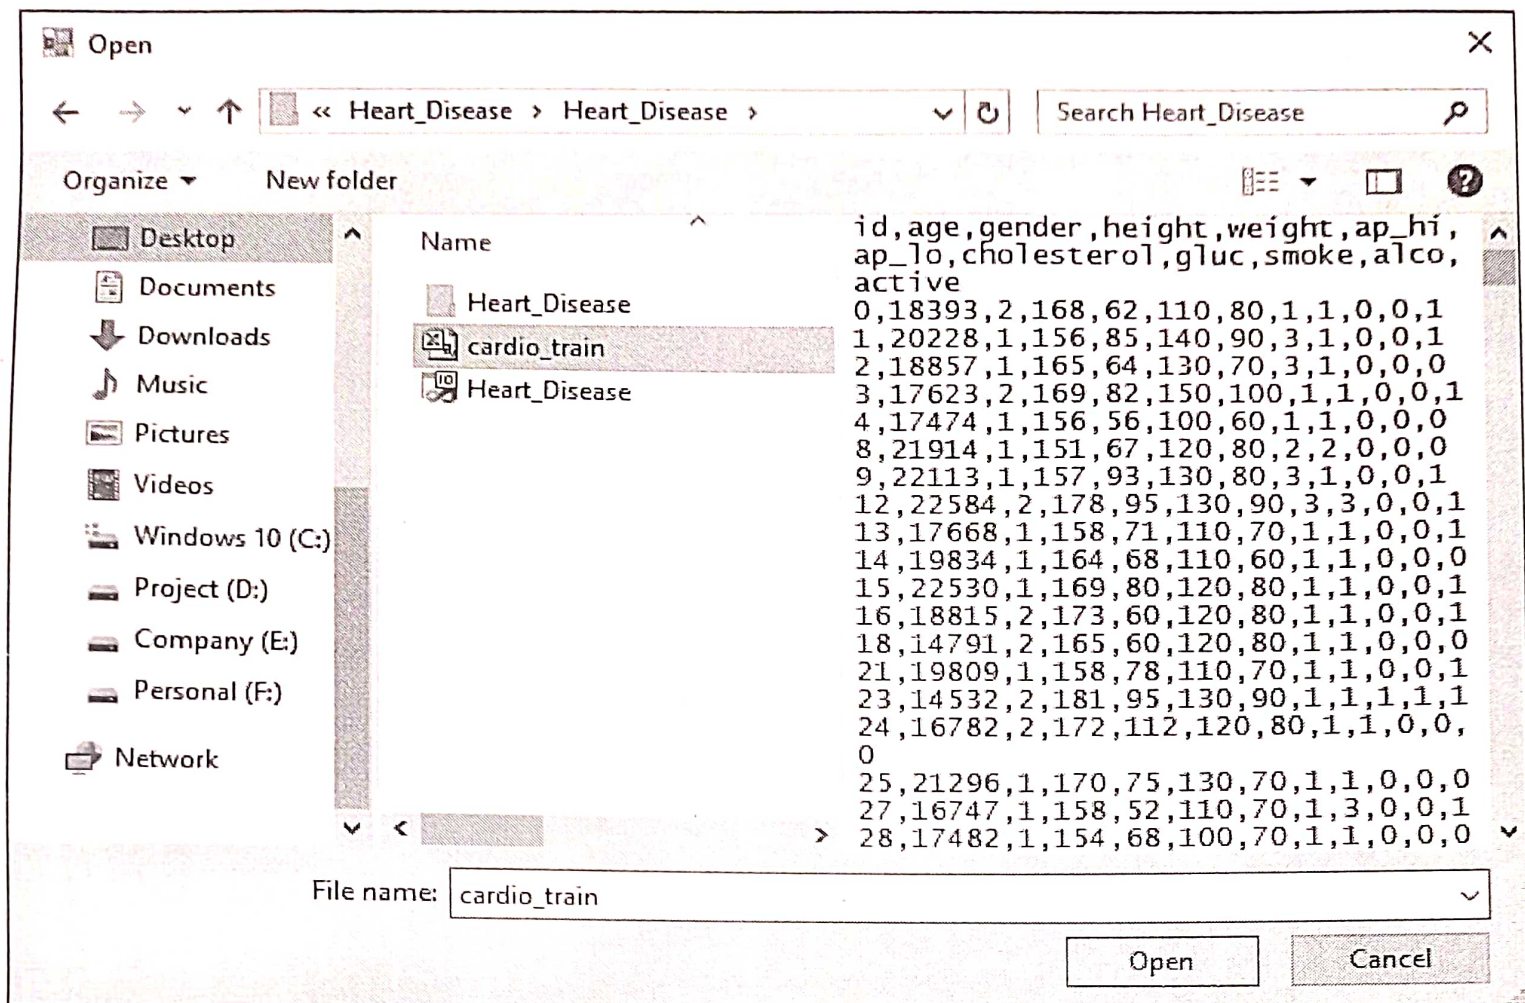 Open
« Heart_Disease > Heart_Disease >
Search Heart_Disease
Organize
New folder
Desktop
Documents
Downloads
Music
Pictures
Videos
Windows 10 (C:)
Project (D:)
Company (E:)
Personal (F:)
Network
Name
Heart_Disease
cardio_train
Heart_Disease
id,age,gender,height,weight,ap_hi,
ap_lo,cholesterol,gluc,smoke,alco,
active
0,18393,2,168,62,110,80,1,1,0,0,1
1,20228,1,156,85,140,90,3,1,0,0,1
2,18857,1,165,64,130,70,3,1,0,0,0
3,17623,2,169,82,150,100,1,1,0,0,1
4,17474,1,156,56,100,60,1,1,0,0,0
8,21914,1,151,67,120,80,2,2,0,0,0
9,22113,1,157,93,130,80,3,1,0,0,1
12,22584,2,178,95,130,90,3,3,0,0,1
13,17668,1,158,71,110,70,1,1,0,0,1
14,19834,1,164,68,110,60,1,1,0,0,0
15,22530,1,169,80,120,80,1,1,0,0,1
16,18815,2,173,60,120,80,1,1,0,0,1
18,14791,2,165,60,120,80,1,1,0,0,0
21,19809,1,158,78,110,70,1,1,0,0,1
23,14532,2,181,95,130,90,1,1,1,1,1
24,16782,2,172,112,120,80,1,1,0,0,
0
25,21296,1,170,75,130,70,1,1,0,0,0
27,16747,1,158,52,110,70,1,3,0,0,1
28,17482,1,154,68,100,70,1,1,0,0,0
File name: cardio_train
Open
Cancel